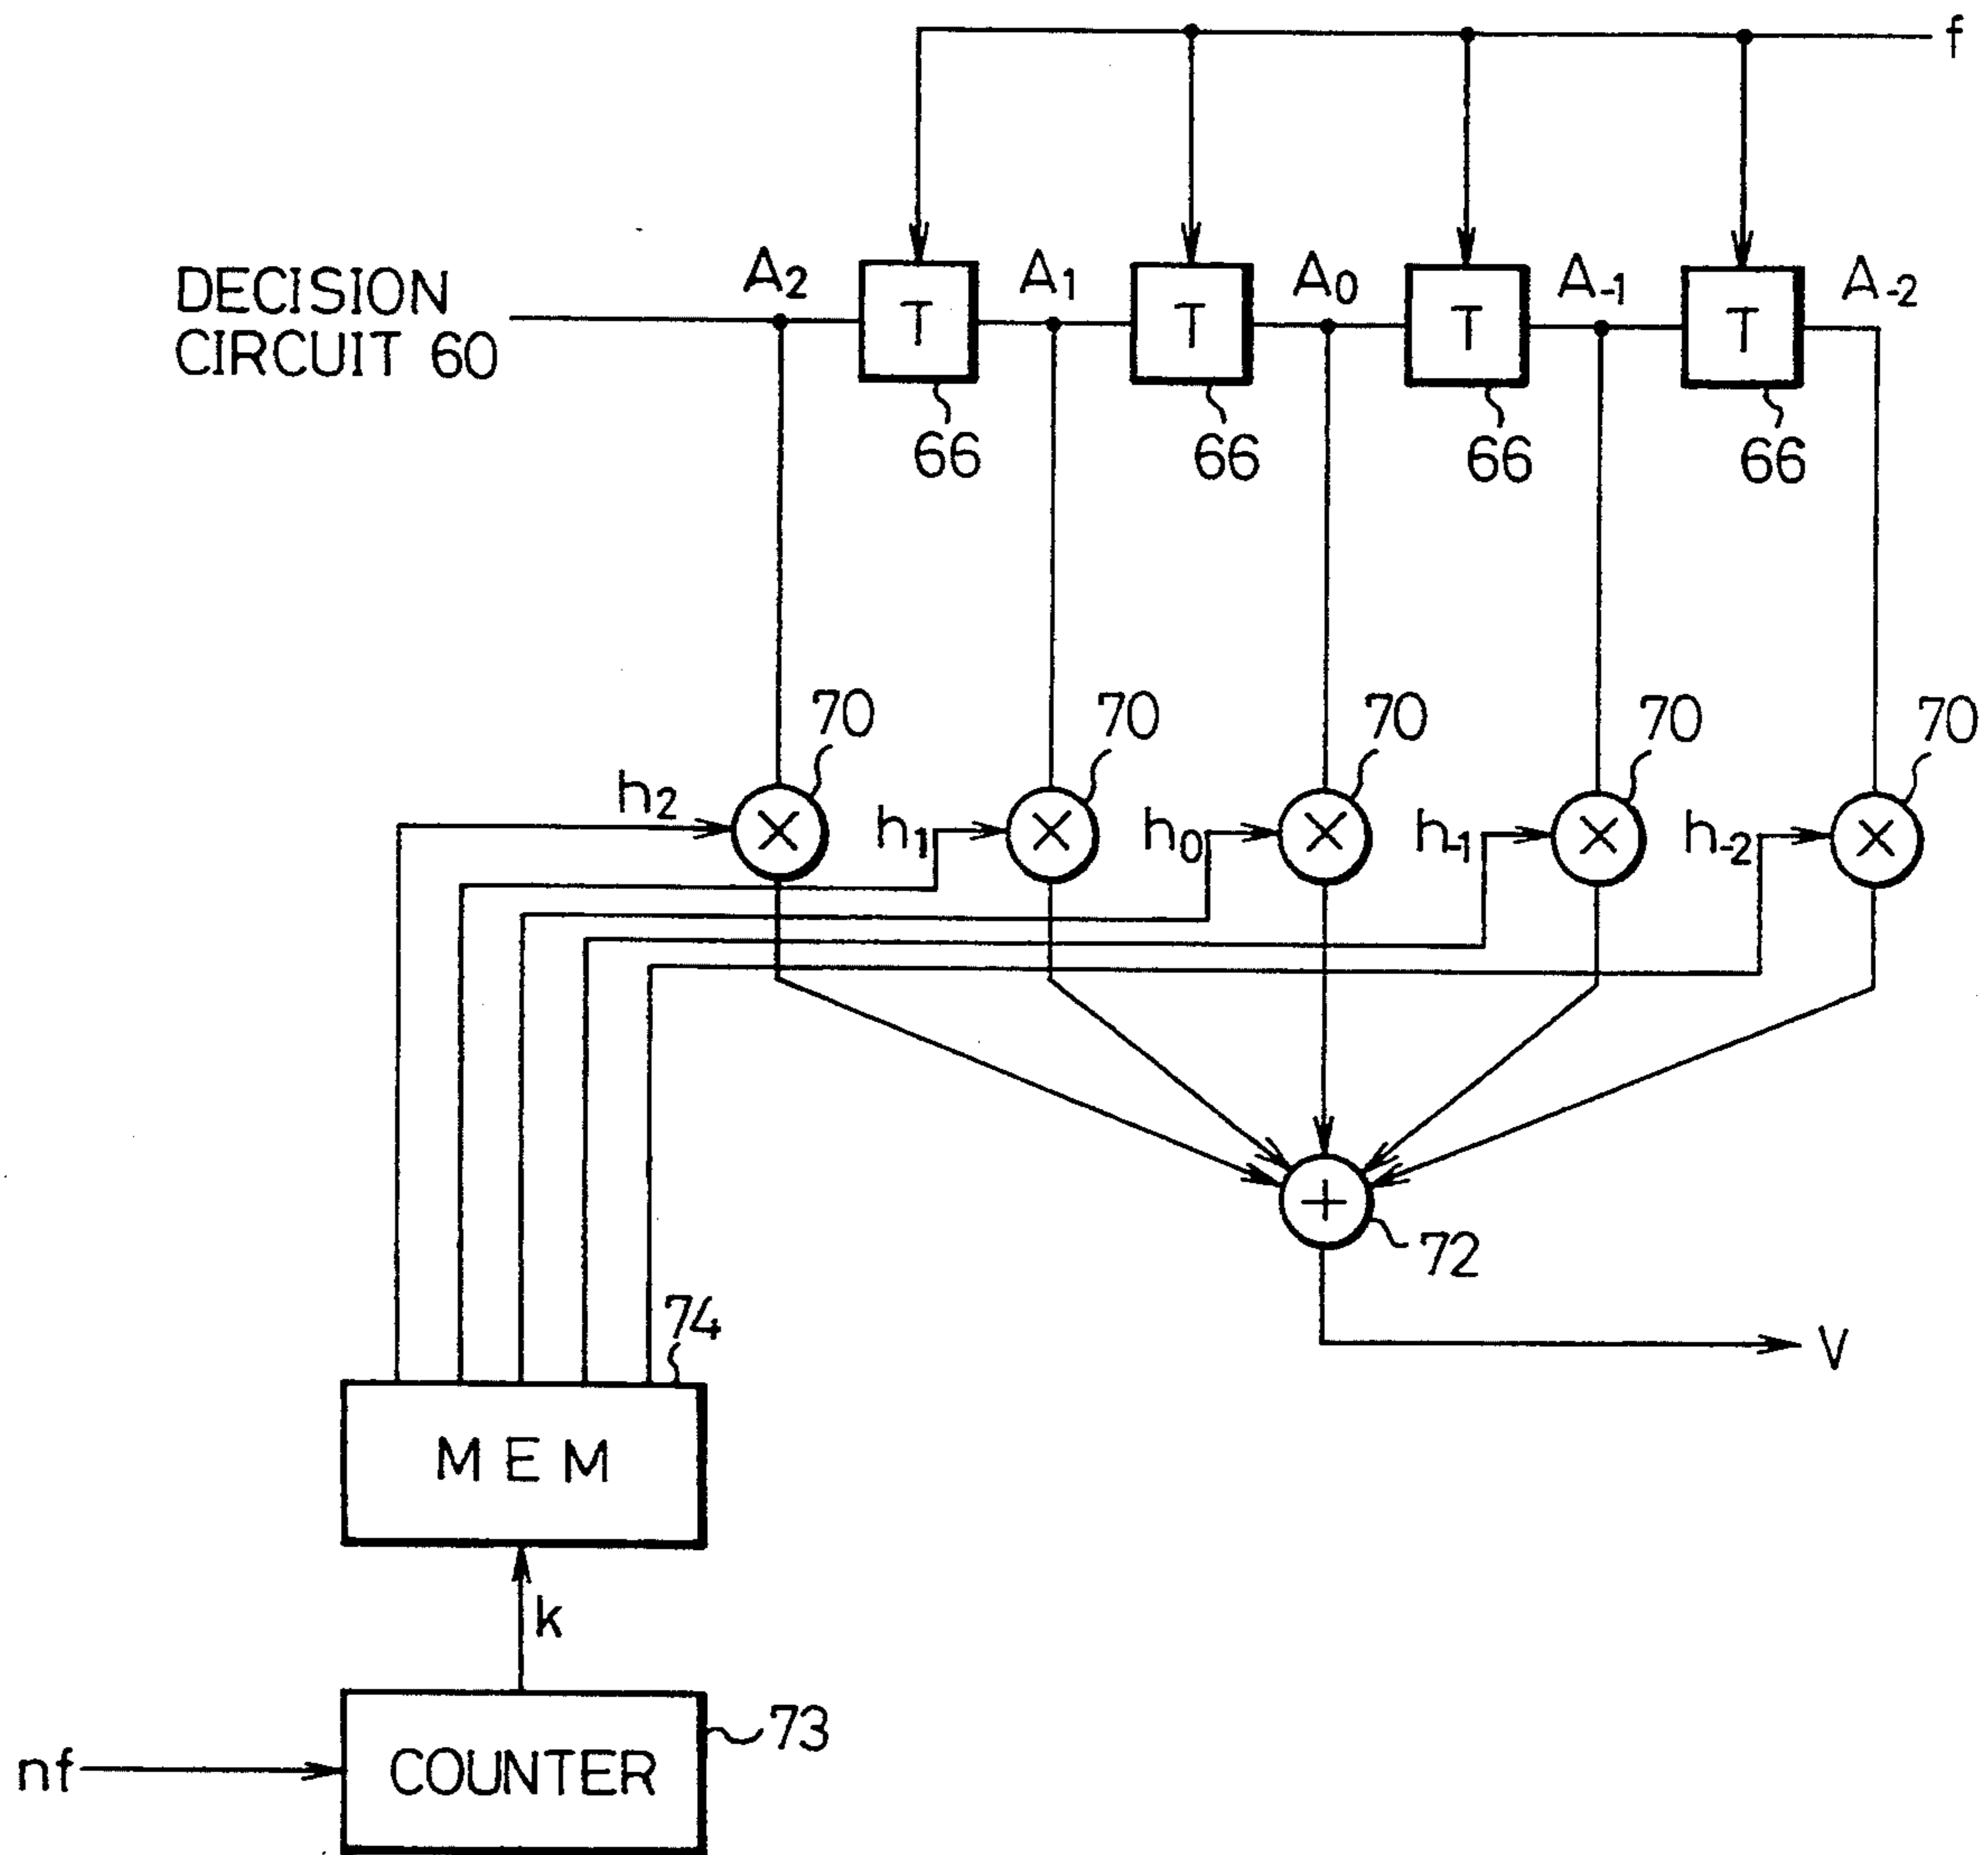 f
DECISION
CIRCUIT 60
A₂ T A₁ T A₀ T A₋₁ T A₋₂
66 66 66 66
70 70 70 70 70
h₂ × h₁ × h₀ × h₋₁ × h₋₂ ×
+
72
V
74
MEM
k
73
nf COUNTER